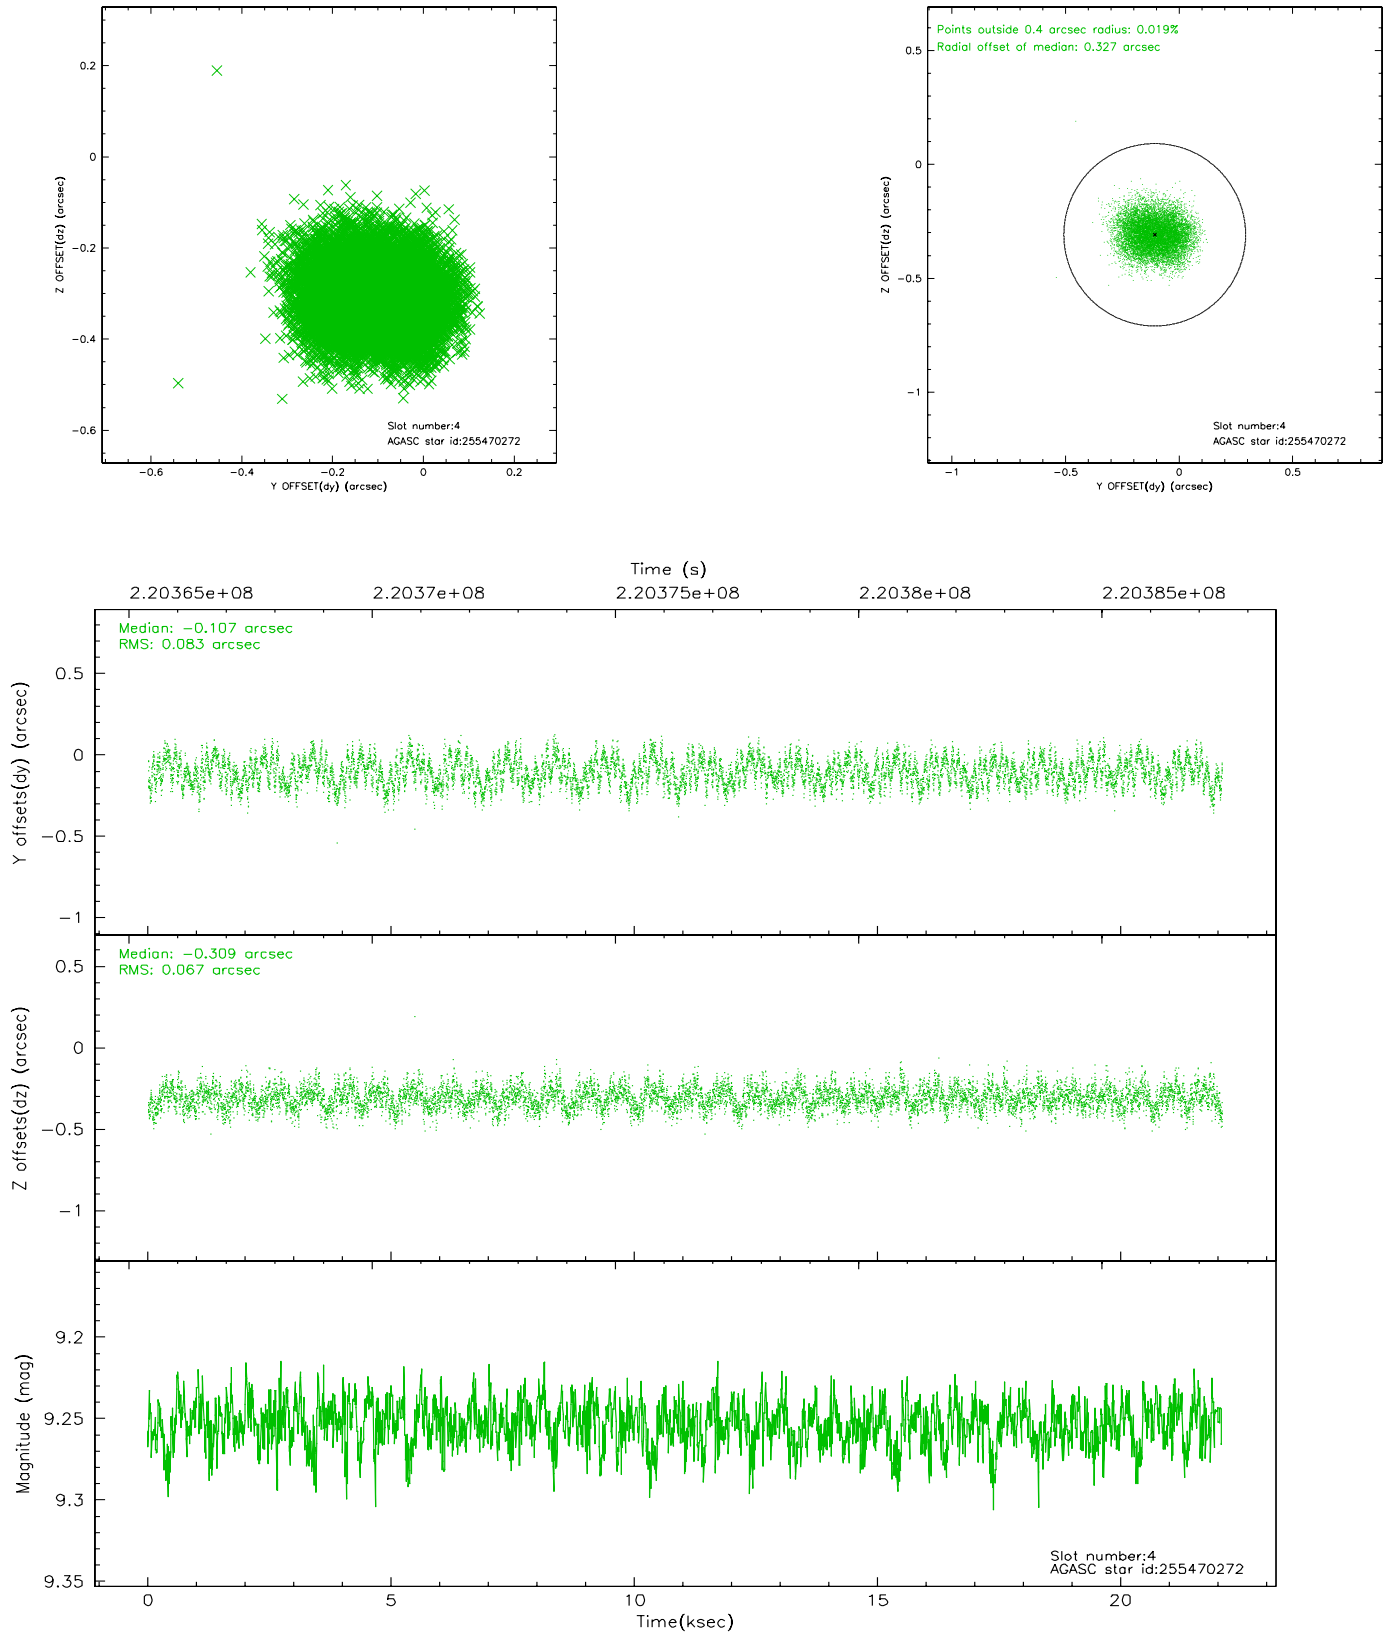 0.2
0
−0.2
−0.4
−0.6
Z OFFSET(dz) (arcsec)
Slot number:4
AGASC star id:255470272
−0.6 −0.4 −0.2 0 0.2
Y OFFSET(dy) (arcsec)
Points outside 0.4 arcsec radius: 0.019%
Radial offset of median: 0.327 arcsec
0.5
0
−0.5
−1
Z OFFSET(dz) (arcsec)
Slot number:4
AGASC star id:255470272
−1 −0.5 0 0.5
Y OFFSET(dy) (arcsec)
Time (s)
2.20365e+08 2.2037e+08 2.20375e+08 2.2038e+08 2.20385e+08
Median: −0.107 arcsec
RMS: 0.083 arcsec
0.5
0
−0.5
−1
Y offsets(dy) (arcsec)
Median: −0.309 arcsec
RMS: 0.067 arcsec
0.5
0
−0.5
−1
Z offsets(dz) (arcsec)
9.2
9.25
9.3
9.35
Magnitude (mag)
Slot number:4
AGASC star id:255470272
0 5 10 15 20
Time(ksec)